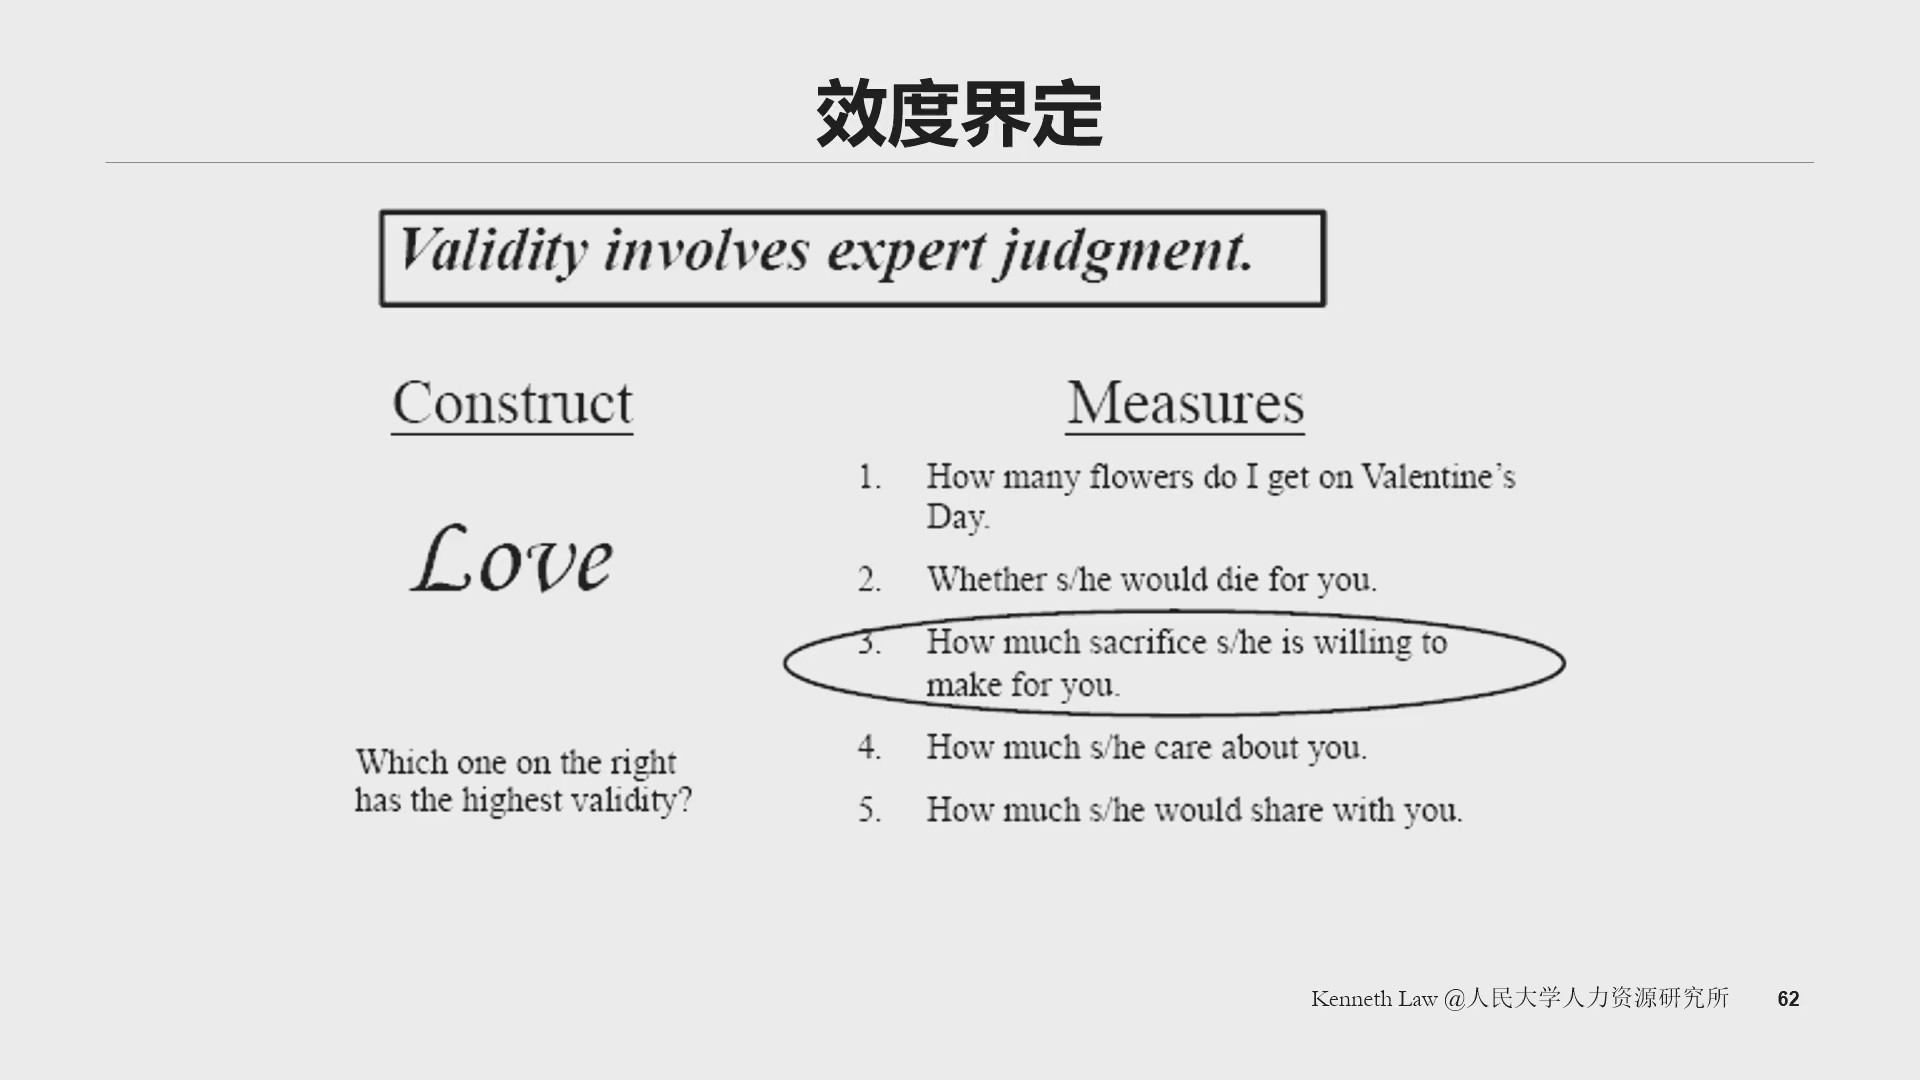 效度界定
Validity involves expert judgment.
Construct
Measures
Love
Which one on the right
has the highest validity?
1. How many flowers do I get on Valentine’s
Day.
2. Whether s/he would die for you.
3. How much sacrifice s/he is willing to
make for you.
4. How much s/he care about you.
5. How much s/he would share with you.
Kenneth Law @人民大学人力资源研究所 62